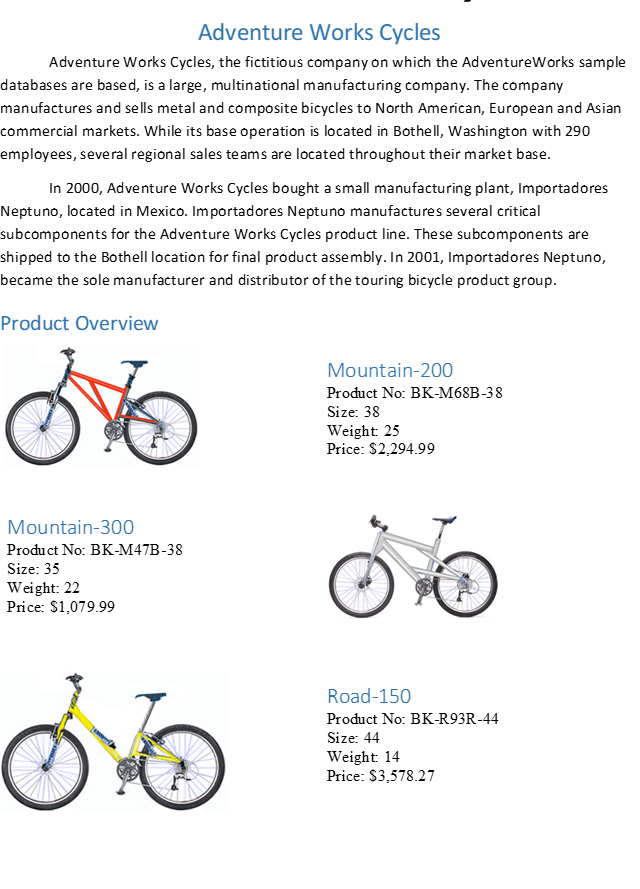 Adventure Works Cycles
Adventure Works Cycles, the fictitious company on which the AdventureWorks sample
databases are based, is a large, multinational manufacturing company. The company
manufactures and sells metal and composite bicycles to North American, European and Asian
commercial markets. While its base operation is located in Bothell, Washington with 290
employees, several regional sales teams are located throughout their market base.
In 2000, Adventure Works Cycles bought a small manufacturing plant, Importadores
Neptuno, located in Mexico. Importadores Neptuno manufactures several critical
subcomponents for the Adventure Works Cycles product line. These subcomponents are
shipped to the Bothell location for final product assembly. In 2001, Importadores Neptuno,
became the sole manufacturer and distributor of the touring bicycle product group.
Product Overview
Mountain-200
Product No: BK-M68B-38
Size: 38
Weight: 25
Price: $2,294.99
Mountain-300
Product No: BK-M47B-38
Size: 35
Weight: 22
Price: $1,079.99
Road-150
Product No: BK-R93R-44
Size: 44
Weight: 14
Price: $3,578.27